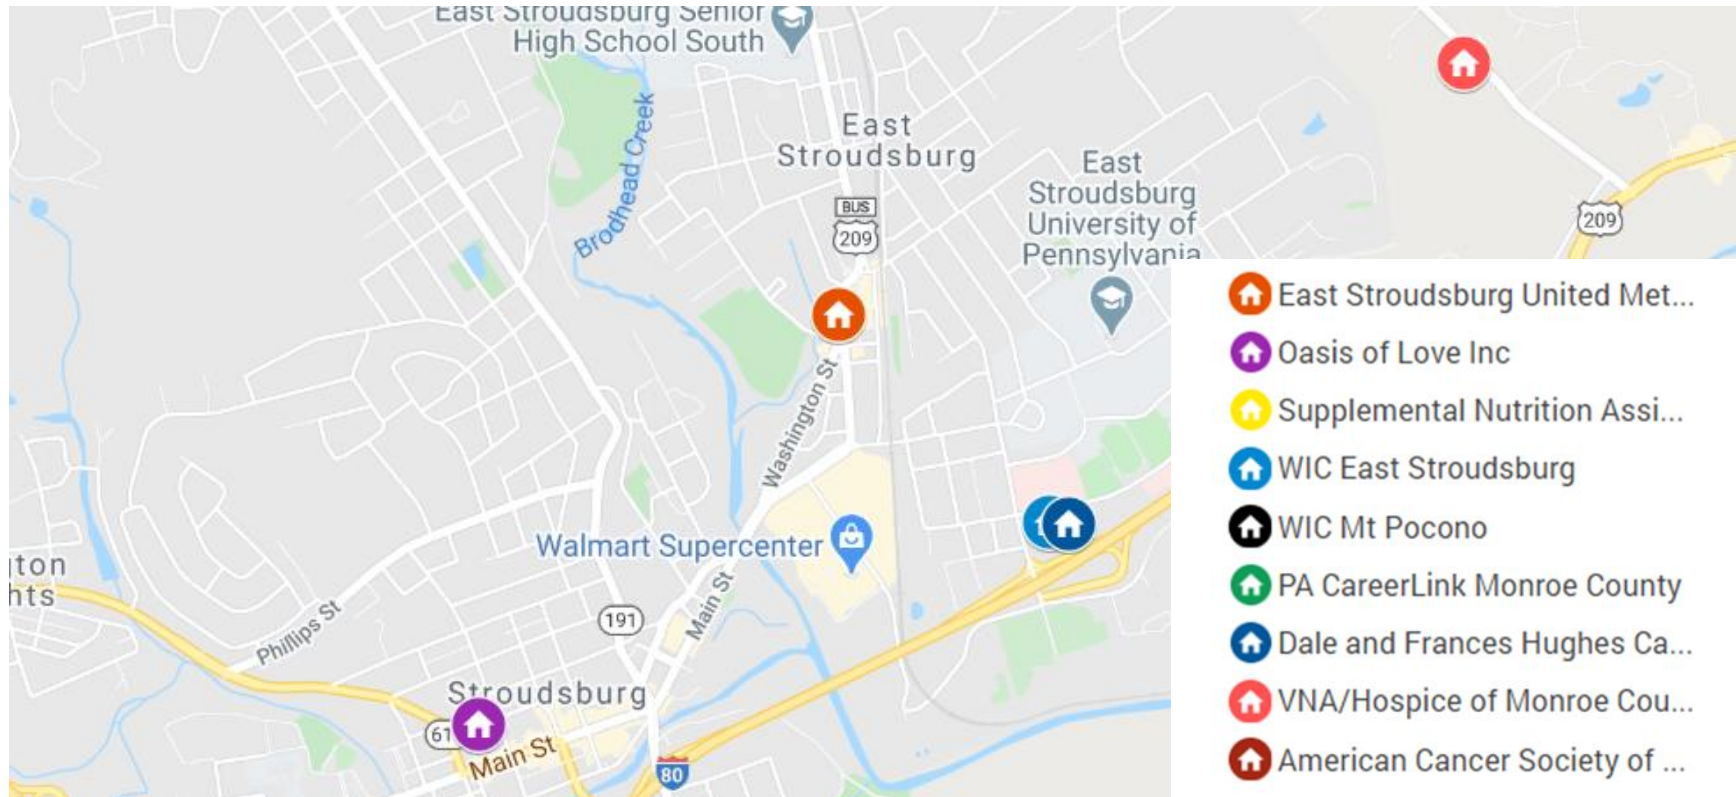 East Stroudsburg Senior
High School South
Brodhead Creek
East
Stroudsburg
BUS
209
East
Stroudsburg
University of
Pennsylvania
209
Washington St
Walmart Supercenter
Main St
191
Phillips St
ton
hts
Stroudsburg
61
Main St
80
East Stroudsburg United Met...
Oasis of Love Inc
Supplemental Nutrition Assi...
WIC East Stroudsburg
WIC Mt Pocono
PA CareerLink Monroe County
Dale and Frances Hughes Ca...
VNA/Hospice of Monroe Cou...
American Cancer Society of ...